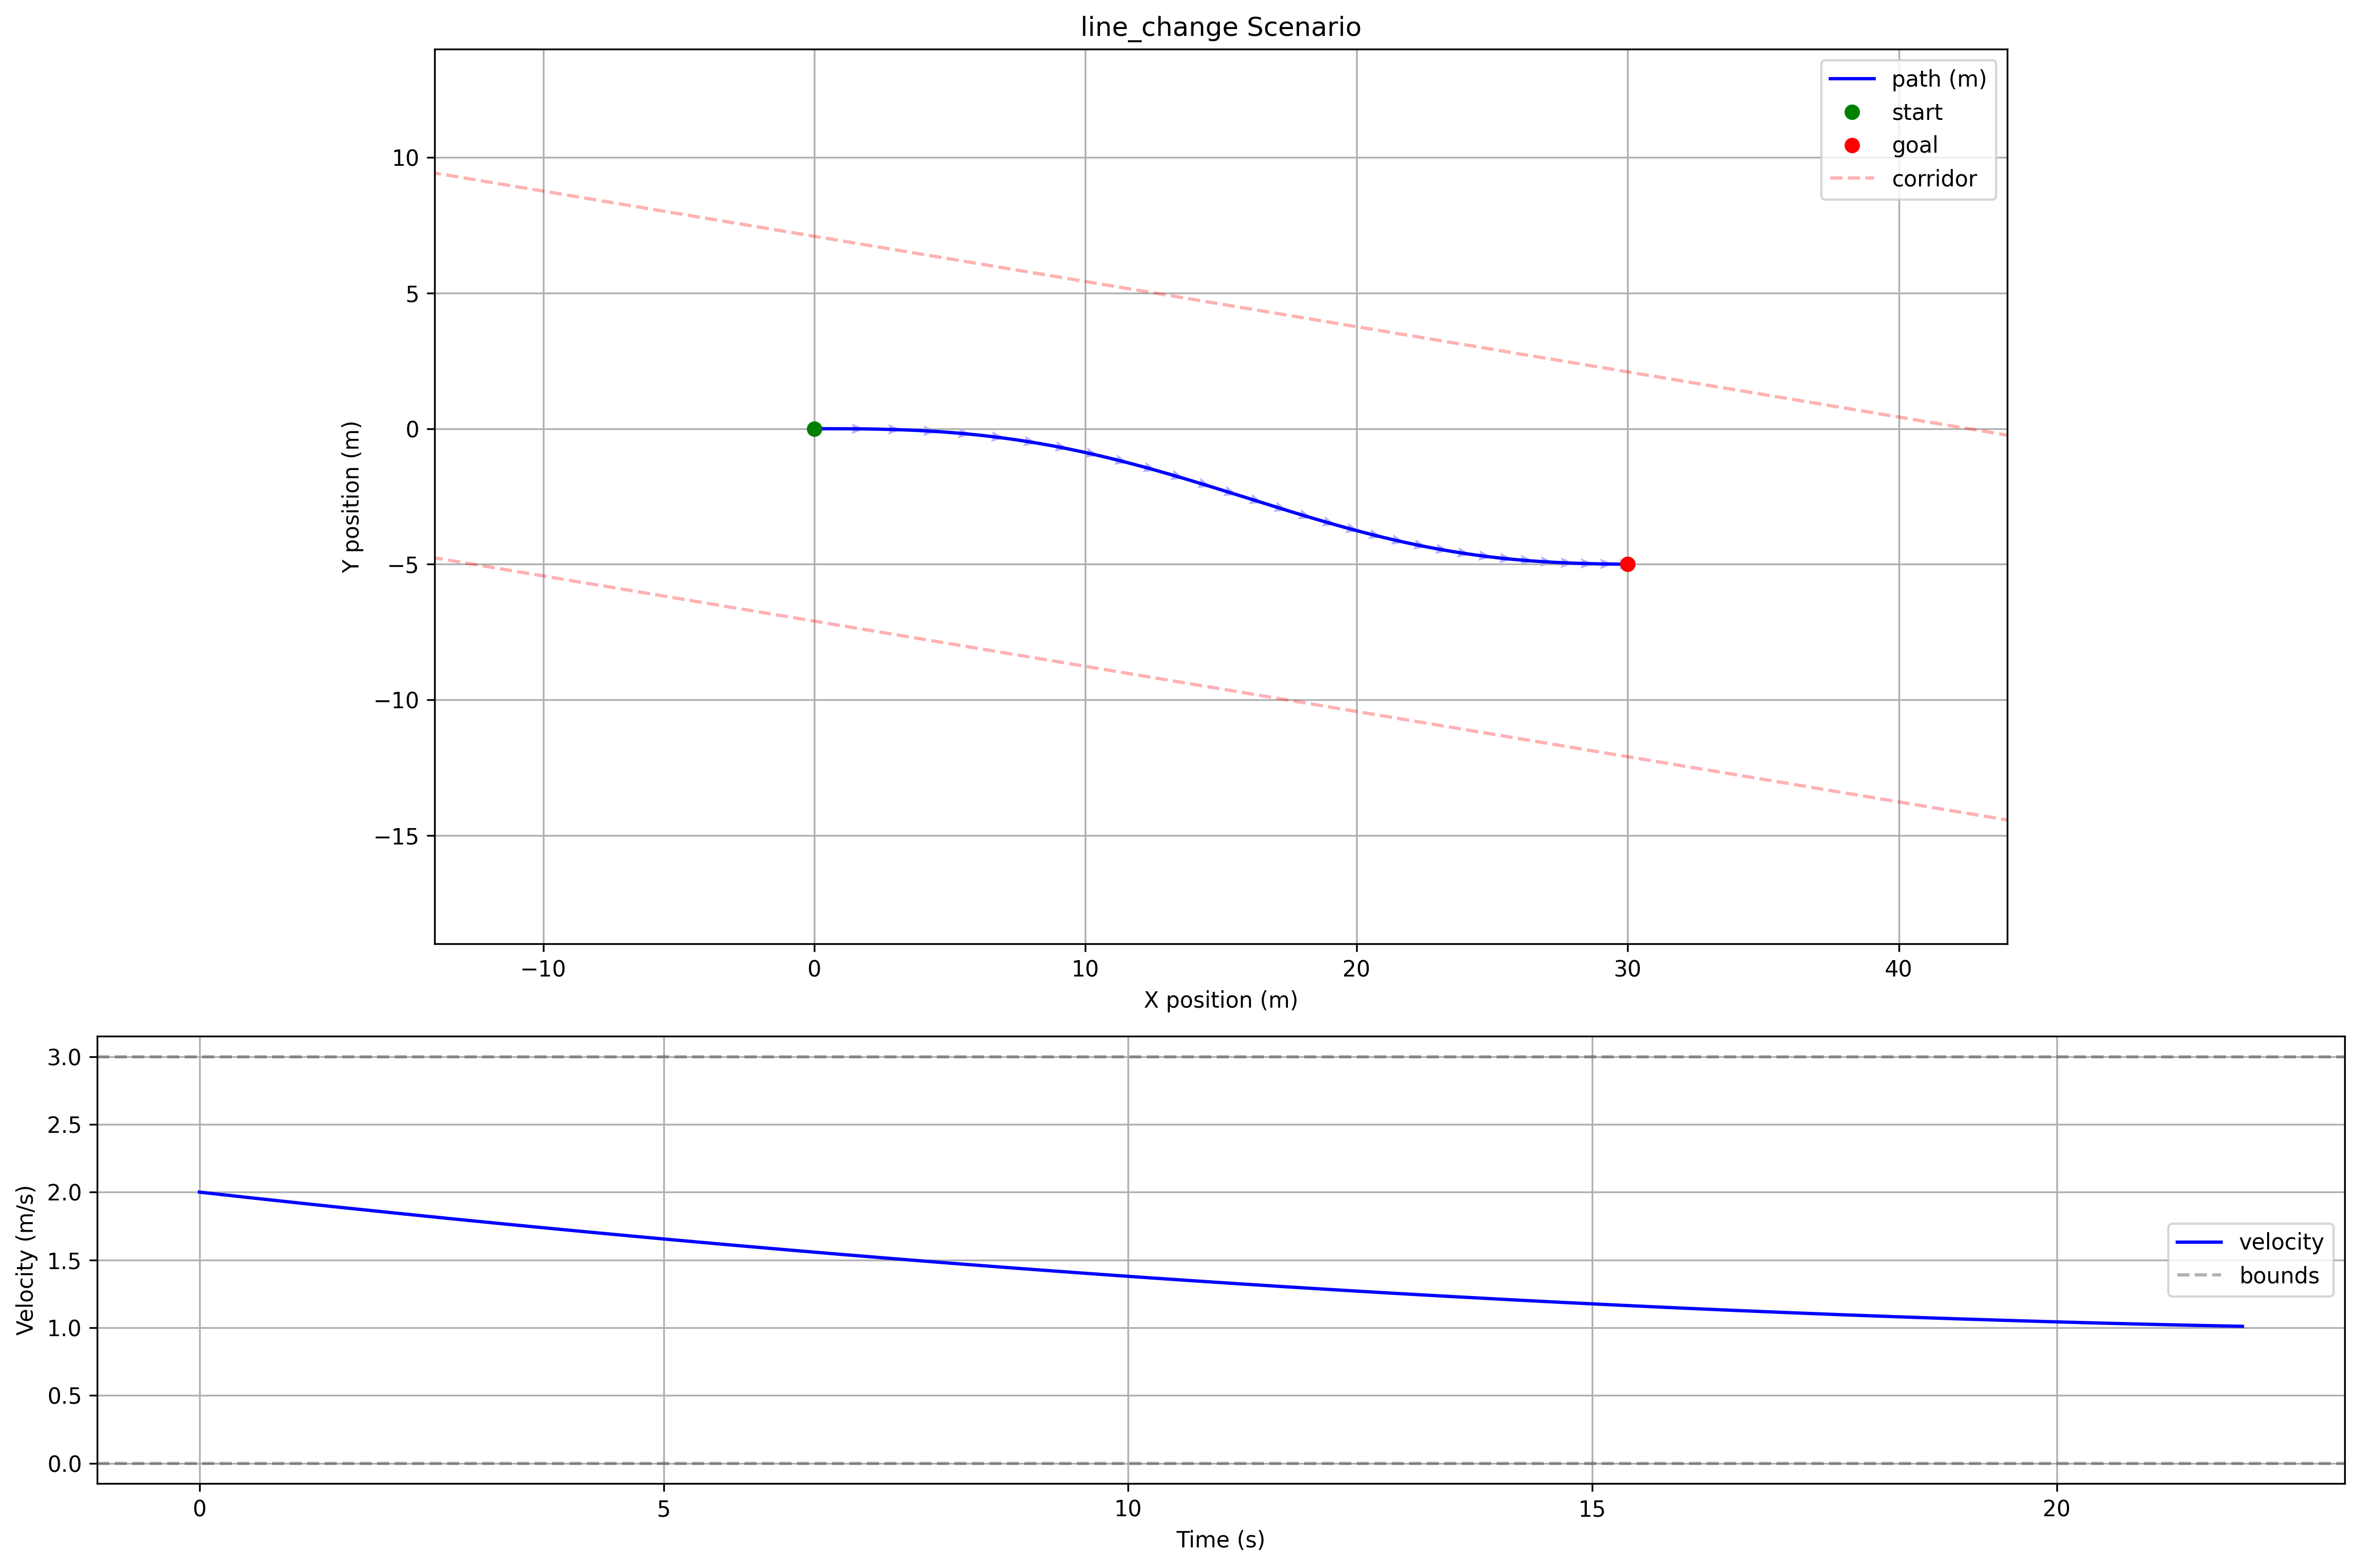 line_change Scenario
path (m)
start
goal
corridor
10
5
0
−5
−10
−15
Y position (m)
−10
0
10
20
30
40
X position (m)
3.0
2.5
2.0
1.5
1.0
0.5
0.0
Velocity (m/s)
velocity
bounds
0
5
10
15
20
Time (s)